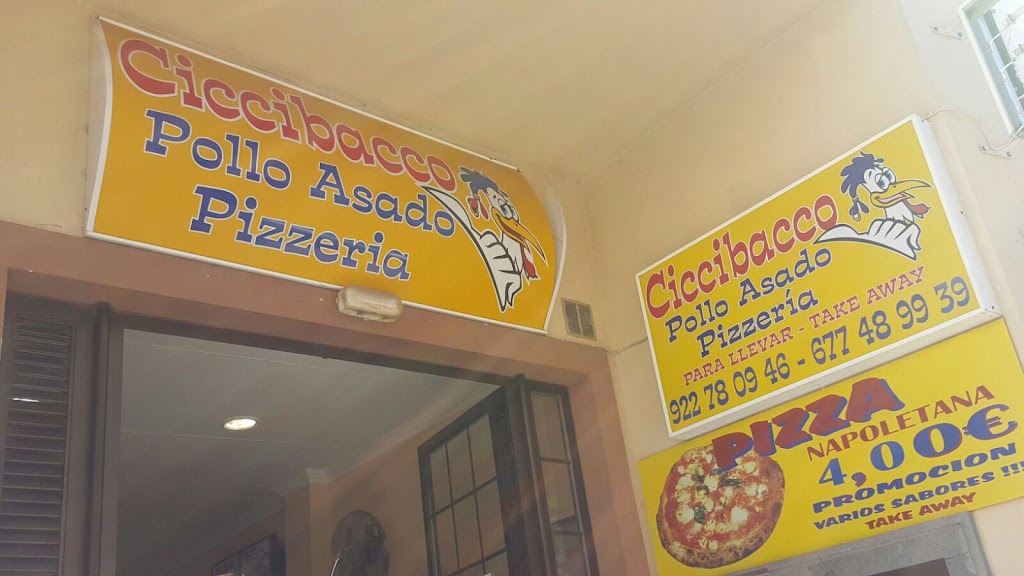 Ciccibacco
Pollo Asado
Pizzeria
Ciccibacco
Pollo Asado
Pizzeria
PARA LLEVAR - TAKE AWAY
922 78 09 46 - 677 48 99 39
PIZZA
NAPOLETANA
4,00€
PROMOCION
VARIOS SABORES !!!
TAKE AWAY